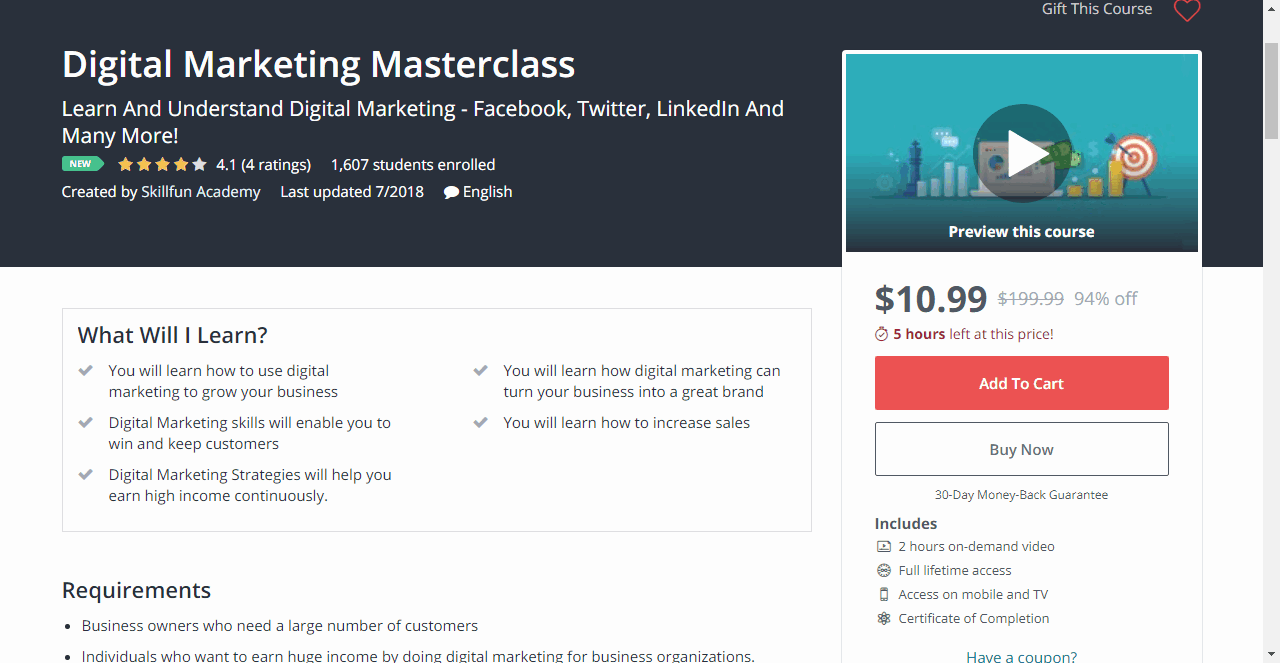 Gift This Course
Digital Marketing Masterclass
Learn And Understand Digital Marketing - Facebook, Twitter, LinkedIn And
Many More!
NEW
4.1 (4 ratings)
1,607 students enrolled
Created by Skillfun Academy
Last updated 7/2018
English
Preview this course
$10.99
$199.99
94% off
5 hours left at this price!
Add To Cart
Buy Now
30-Day Money-Back Guarantee
Includes
2 hours on-demand video
Full lifetime access
Access on mobile and TV
Certificate of Completion
Have a coupon?
What Will I Learn?
You will learn how to use digital
marketing to grow your business
Digital Marketing skills will enable you to
win and keep customers
Digital Marketing Strategies will help you
earn high income continuously.
You will learn how digital marketing can
turn your business into a great brand
You will learn how to increase sales
Requirements
Business owners who need a large number of customers
Individuals who want to earn huge income by doing digital marketing for business organizations.